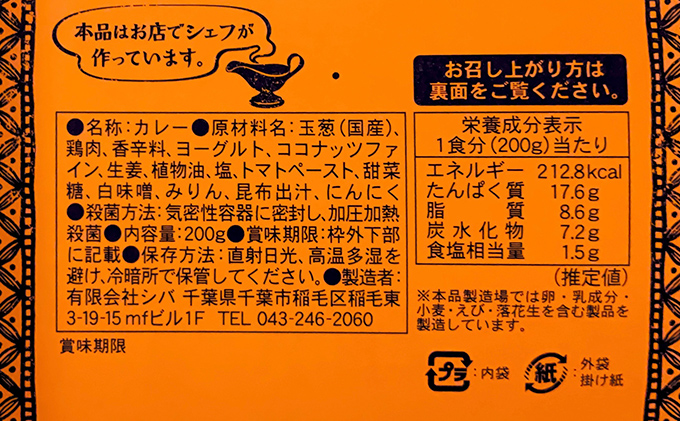 本品はお店でシェフが
作っています。
お召し上がり方は
裏面をご覧ください。
●名称:カレー●原材料名:玉葱(国産)、
鶏肉、香辛料、ヨーグルト、ココナッツファ
イン、生姜、植物油、塩、トマトペースト、甜菜
糖、白味噌、みりん、昆布出汁、にんにく
●殺菌方法:気密性容器に密封し、加圧加熱
殺菌●内容量:200g●賞味期限:枠外下部
に記載●保存方法:直射日光、高温多湿を
避け、冷暗所で保管してください。●製造者:
有限会社シバ 千葉県千葉市稲毛区稲毛東
3-19-15 mfビル1F TEL 043-246-2060
賞味期限
栄養成分表示
1食分(200g)当たり
エネルギー 212.8kcal
たんぱく質 17.6g
脂質 8.6g
炭水化物 7.2g
食塩相当量 1.5g
(推定値)
※本品製造場では卵・乳成分・
小麦・えび・落花生を含む製品を
製造しています。
プラ:内袋
紙:外袋
掛け紙